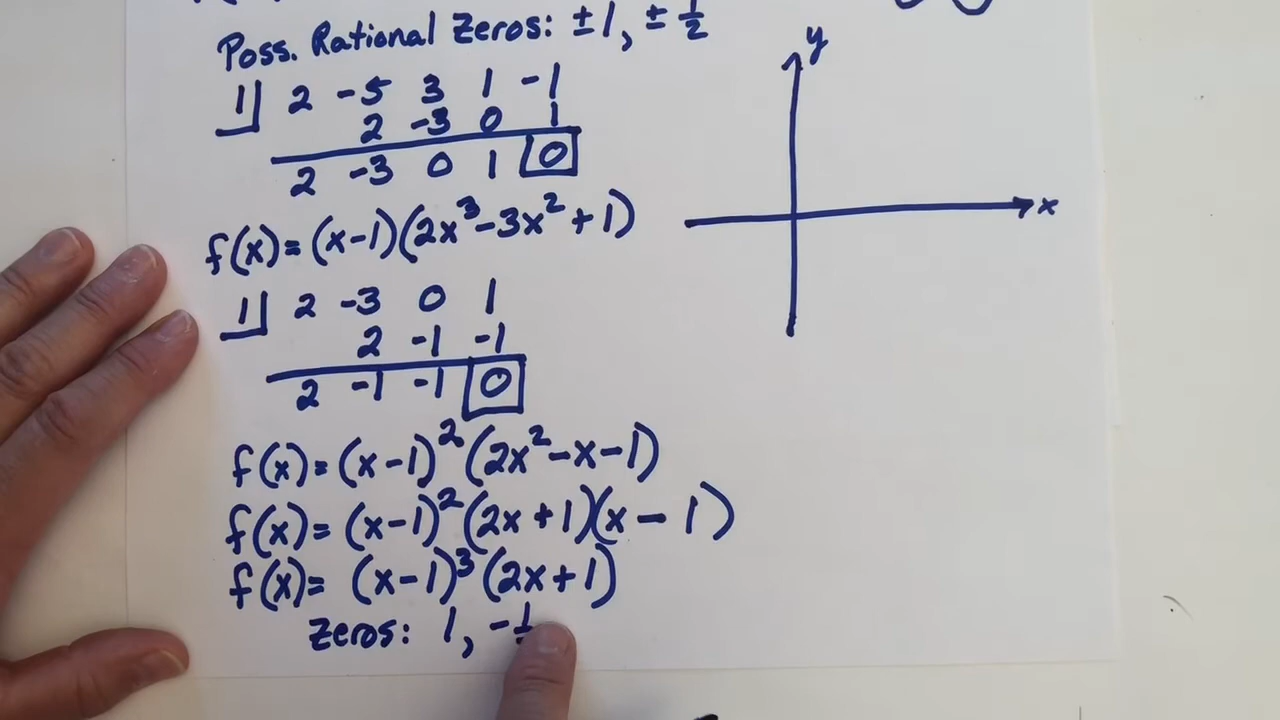 Poss. Rational Zeros: ±1, ± 1/2
1 2 -5 3 1 -1
2 -3 0 1
2 -3 0 1 0
f(x) = (x-1)(2x³-3x²+1)
1 2 -3 0 1
2 -1 -1
2 -1 -1 0
f(x) = (x-1)²(2x²-x-1)
f(x) = (x-1)²(2x+1)(x-1)
f(x) = (x-1)³(2x+1)
Zeros: 1,
y
x